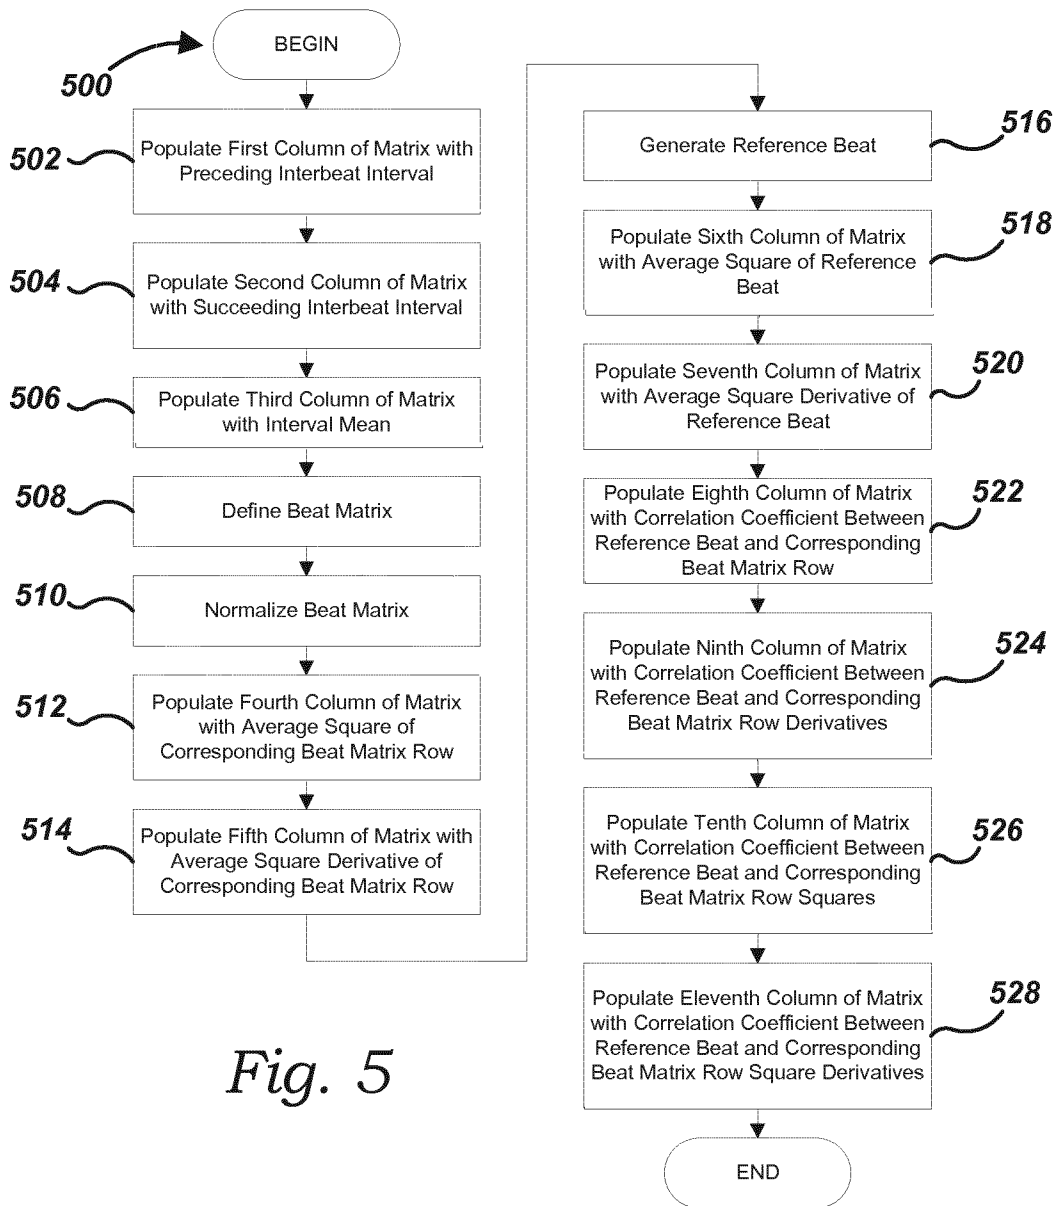 BEGIN
500
502
Populate First Column of Matrix with
Preceding Interbeat Interval
504
Populate Second Column of Matrix
with Succeeding Interbeat Interval
506
Populate Third Column of Matrix
with Interval Mean
508
Define Beat Matrix
510
Normalize Beat Matrix
512
Populate Fourth Column of Matrix
with Average Square of
Corresponding Beat Matrix Row
514
Populate Fifth Column of Matrix with
Average Square Derivative of
Corresponding Beat Matrix Row
516
Generate Reference Beat
518
Populate Sixth Column of Matrix
with Average Square of Reference
Beat
520
Populate Seventh Column of Matrix
with Average Square Derivative of
Reference Beat
522
Populate Eighth Column of Matrix
with Correlation Coefficient Between
Reference Beat and Corresponding
Beat Matrix Row
524
Populate Ninth Column of Matrix
with Correlation Coefficient Between
Reference Beat and Corresponding
Beat Matrix Row Derivatives
526
Populate Tenth Column of Matrix
with Correlation Coefficient Between
Reference Beat and Corresponding
Beat Matrix Row Squares
528
Populate Eleventh Column of Matrix
with Correlation Coefficient Between
Reference Beat and Corresponding
Beat Matrix Row Square Derivatives
END
Fig. 5